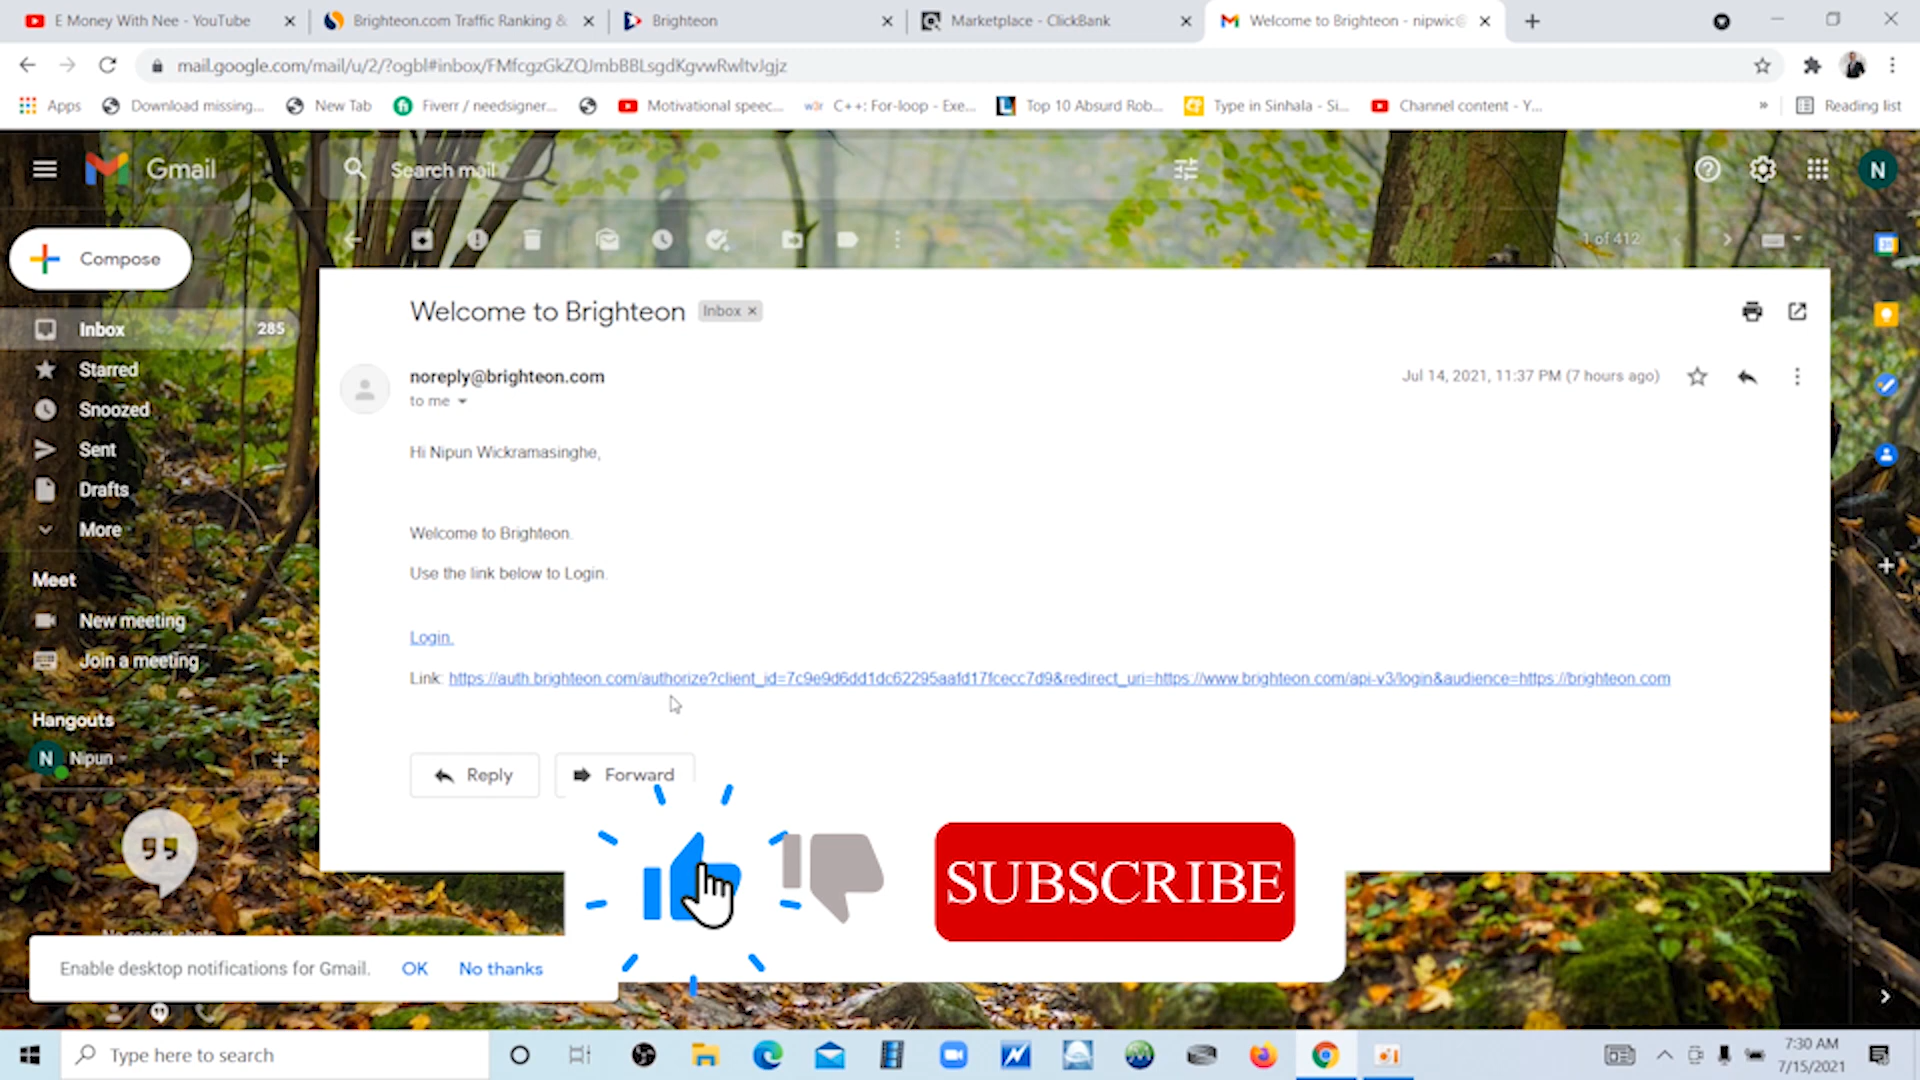 E Money With Nee - YouTube
Brighteon.com Traffic Ranking &
Brighteon
Marketplace - ClickBank
Welcome to Brighteon - nipwic@
mail.google.com/mail/u/2/?ogbl#inbox/FMfcgzGkZQJmbBBLsgdKgvwRwltvJgjz
Apps
Download missing...
New Tab
Fiverr / needsigner...
Motivational speec...
C++: For-loop - Exe...
Top 10 Absurd Rob...
Type in Sinhala - Si...
Channel content - Y...
»
Reading list
Gmail
Search mail
N
Compose
1 of 412
Inbox 285
Starred
Snoozed
Sent
Drafts
More
Meet
New meeting
Join a meeting
Hangouts
N Nipun
Welcome to Brighteon
Inbox ×
noreply@brighteon.com
to me
Jul 14, 2021, 11:37 PM (7 hours ago)
Hi Nipun Wickramasinghe,
Welcome to Brighteon.
Use the link below to Login.
Login.
Link: https://auth.brighteon.com/authorize?client_id=7c9e9d6dd1dc62295aafd17fcecc7d9&redirect_uri=https://www.brighteon.com/api-v3/login&audience=https://brighteon.com
Reply
Forward
SUBSCRIBE
No recent chats
Enable desktop notifications for Gmail.
OK
No thanks
Type here to search
7:30 AM
7/15/2021